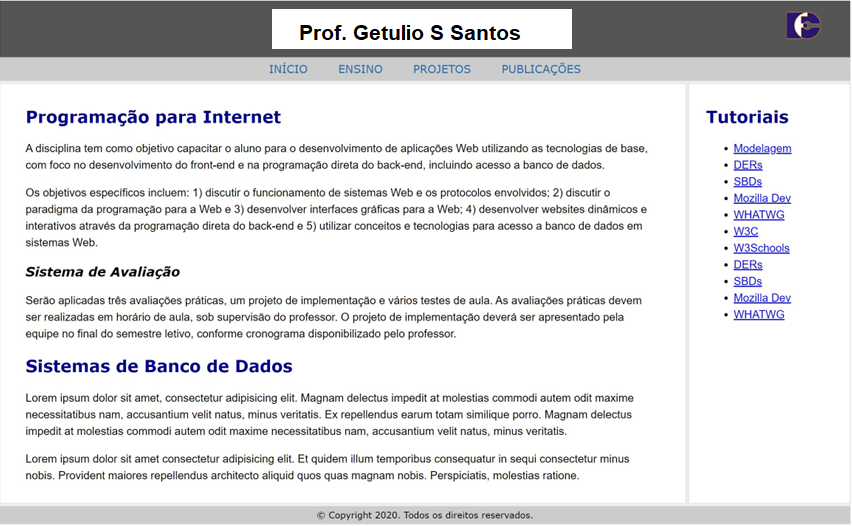 Prof. Getulio S Santos
INÍCIO ENSINO PROJETOS PUBLICAÇÕES
Programação para Internet
A disciplina tem como objetivo capacitar o aluno para o desenvolvimento de aplicações Web utilizando as tecnologias de base,
com foco no desenvolvimento do front-end e na programação direta do back-end, incluindo acesso a banco de dados.
Os objetivos específicos incluem: 1) discutir o funcionamento de sistemas Web e os protocolos envolvidos; 2) discutir o
paradigma da programação para a Web e 3) desenvolver interfaces gráficas para a Web; 4) desenvolver websites dinâmicos e
interativos através da programação direta do back-end e 5) utilizar conceitos e tecnologias para acesso a banco de dados em
sistemas Web.
Sistema de Avaliação
Serão aplicadas três avaliações práticas, um projeto de implementação e vários testes de aula. As avaliações práticas devem
ser realizadas em horário de aula, sob supervisão do professor. O projeto de implementação deverá ser apresentado pela
equipe no final do semestre letivo, conforme cronograma disponibilizado pelo professor.
Sistemas de Banco de Dados
Lorem ipsum dolor sit amet, consectetur adipisicing elit. Magnam delectus impedit at molestias commodi autem odit maxime
necessitatibus nam, accusantium velit natus, minus veritatis. Ex repellendus earum totam similique porro. Magnam delectus
impedit at molestias commodi autem odit maxime necessitatibus nam, accusantium velit natus, minus veritatis.
Lorem ipsum dolor sit amet consectetur adipisicing elit. Et quidem illum temporibus consequatur in sequi consectetur minus
nobis. Provident maiores repellendus architecto aliquid quos quas magnam nobis. Perspiciatis, molestias ratione.
Tutoriais
Modelagem
DERs
SBDs
Mozilla Dev
WHATWG
W3C
W3Schools
DERs
SBDs
Mozilla Dev
WHATWG
© Copyright 2020. Todos os direitos reservados.